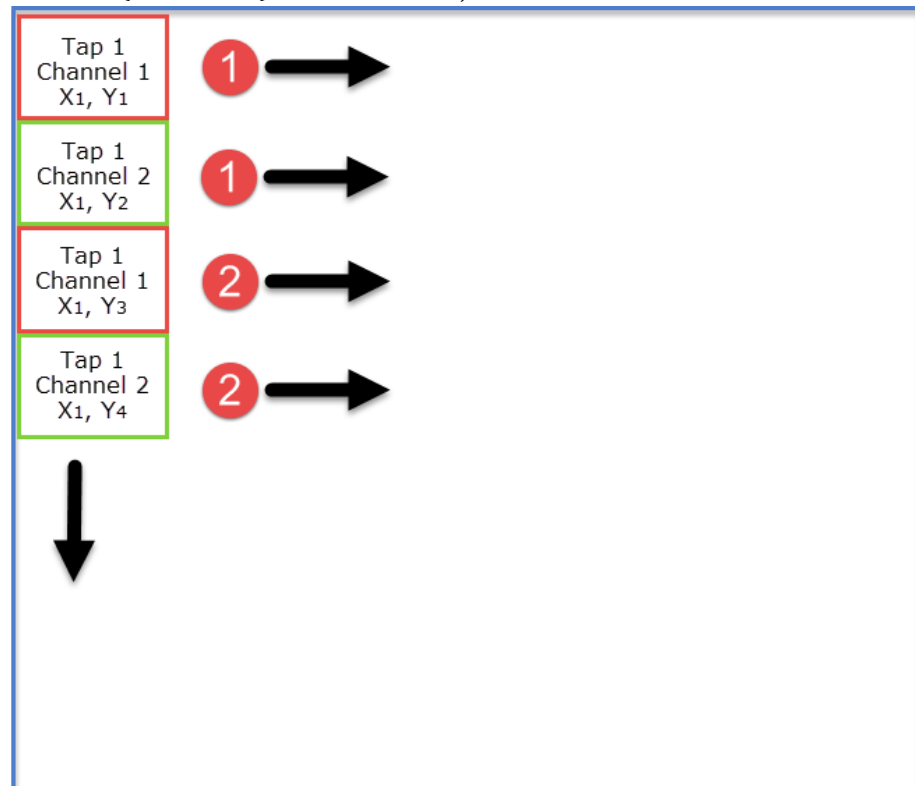 Tap 1
Channel 1
X1, Y1
1
Tap 1
Channel 2
X1, Y2
1
Tap 1
Channel 1
X1, Y3
2
Tap 1
Channel 2
X1, Y4
2